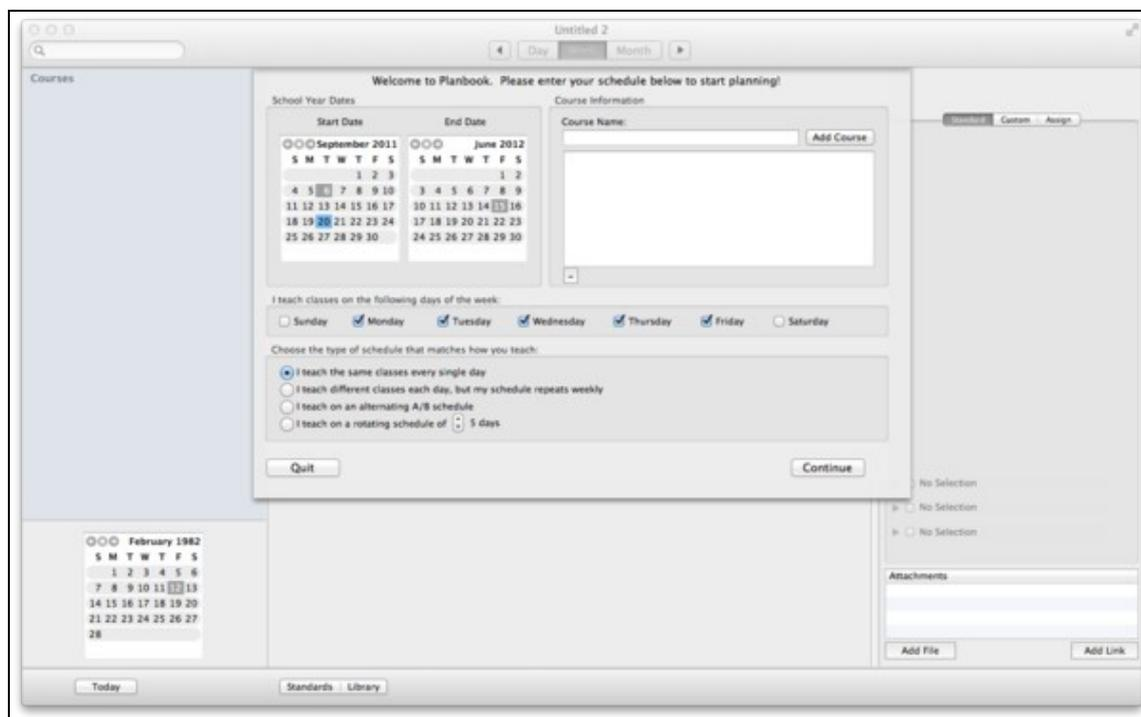 Untitled 2
Day Week Month
Courses
Welcome to Planbook. Please enter your schedule below to start planning!
School Year Dates
Course Information
Start Date
End Date
Course Name:
Add Course
September 2011
S M T W T F S
1 2 3
4 5 6 7 8 9 10
11 12 13 14 15 16 17
18 19 20 21 22 23 24
25 26 27 28 29 30
June 2012
S M T W T F S
1 2
3 4 5 6 7 8 9
10 11 12 13 14 15 16
17 18 19 20 21 22 23
24 25 26 27 28 29 30
-
I teach classes on the following days of the week:
Sunday Monday Tuesday Wednesday Thursday Friday Saturday
Choose the type of schedule that matches how you teach:
I teach the same classes every single day
I teach different classes each day, but my schedule repeats weekly
I teach on an alternating A/B schedule
I teach on a rotating schedule of 5 days
Quit
Continue
Standard Custom Assign
No Selection
No Selection
No Selection
February 1982
S M T W T F S
1 2 3 4 5 6
7 8 9 10 11 12 13
14 15 16 17 18 19 20
21 22 23 24 25 26 27
28
Attachments
Add File
Add Link
Today
Standards Library